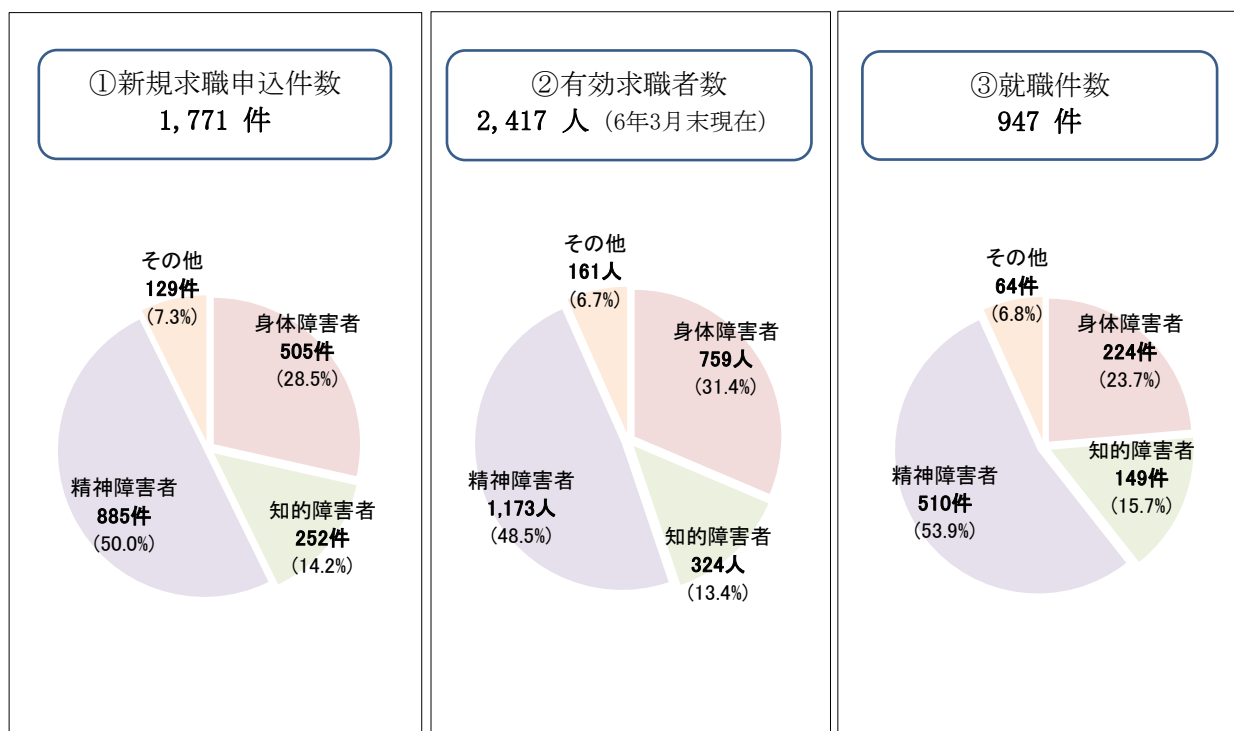 ①新規求職申込件数
1,771 件
その他
129件
(7.3%)
身体障害者
505件
(28.5%)
精神障害者
885件
(50.0%)
知的障害者
252件
(14.2%)
②有効求職者数
2,417 人 (6年3月末現在)
その他
161人
(6.7%)
身体障害者
759人
(31.4%)
精神障害者
1,173人
(48.5%)
知的障害者
324人
(13.4%)
③就職件数
947 件
その他
64件
(6.8%)
身体障害者
224件
(23.7%)
知的障害者
149件
(15.7%)
精神障害者
510件
(53.9%)